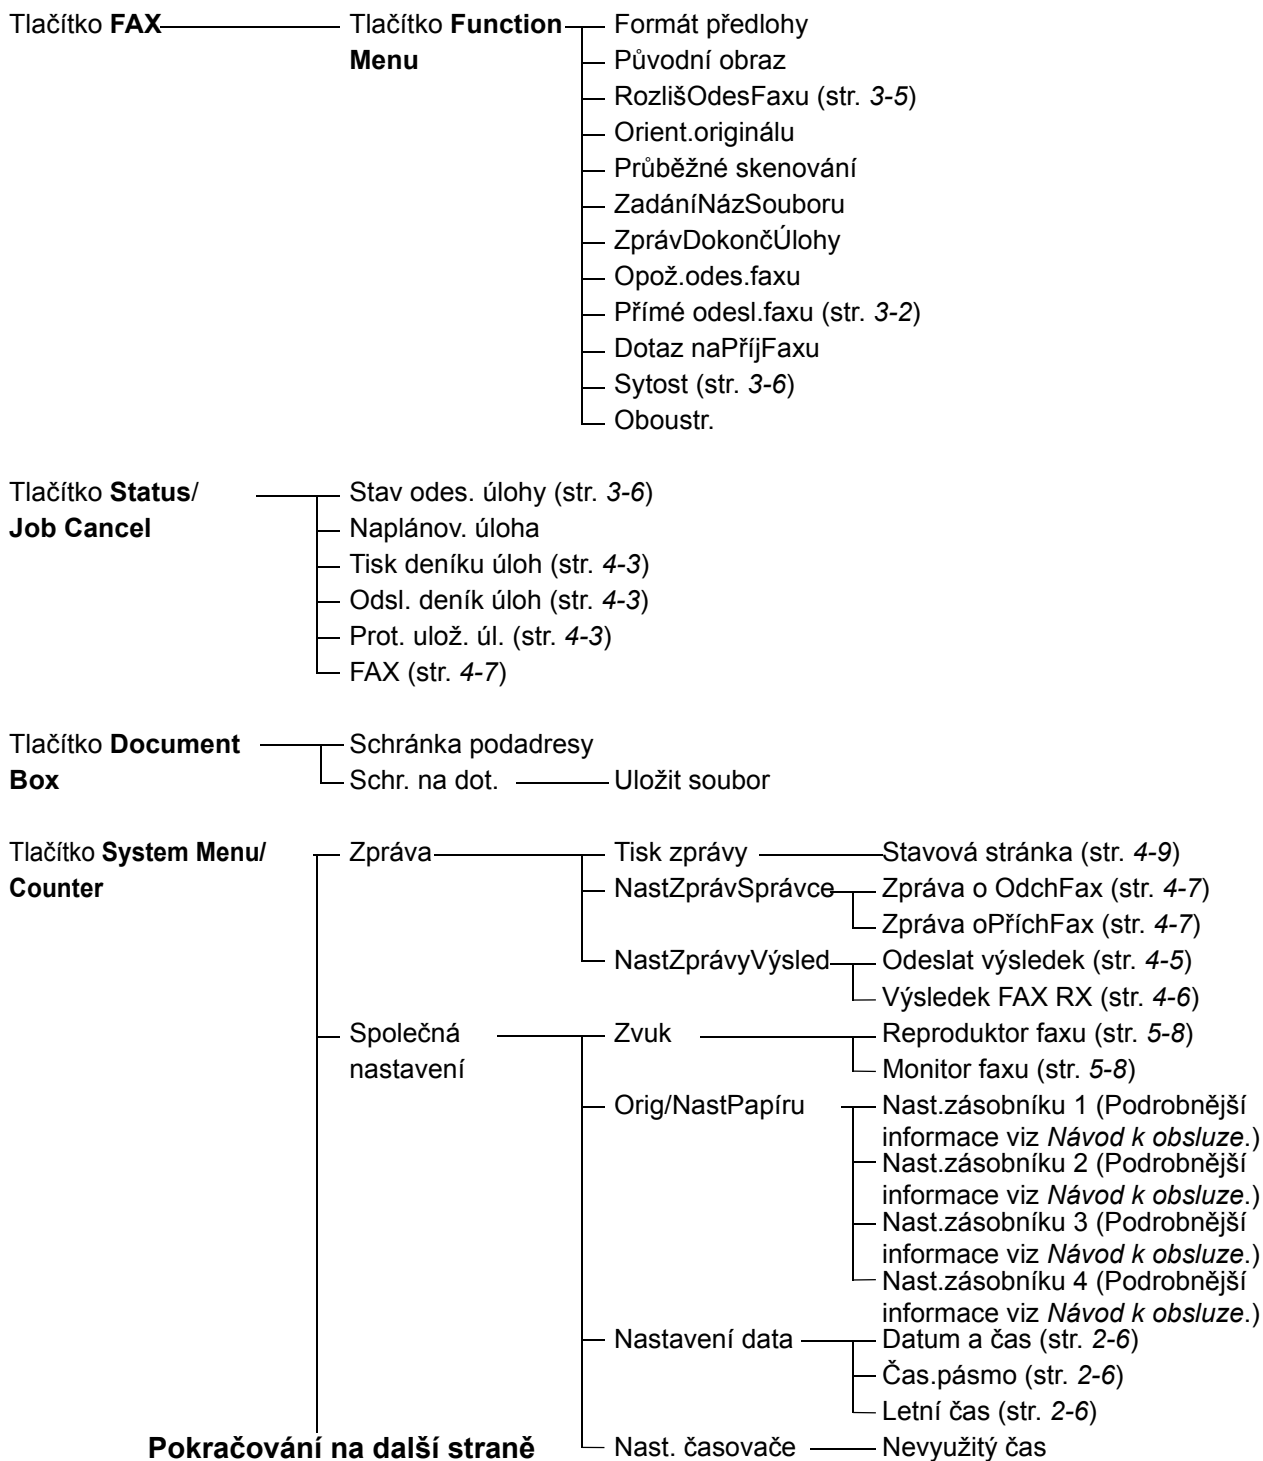 Tlačítko FAX Tlačítko Function Formát předlohy
Menu Původní obraz
RozlišOdesFaxu (str. 3-5)
Orient.originálu
Průběžné skenování
ZadáníNázSouboru
ZprávDokončÚlohy
Opož.odes.faxu
Přímé odesl.faxu (str. 3-2)
Dotaz naPříjFaxu
Sytost (str. 3-6)
Oboustr.
Tlačítko Status/ Stav odes. úlohy (str. 3-6)
Job Cancel Naplánov. úloha
Tisk deníku úloh (str. 4-3)
Odsl. deník úloh (str. 4-3)
Prot. ulož. úl. (str. 4-3)
FAX (str. 4-7)
Tlačítko Document Schránka podadresy
Box Schr. na dot. Uložit soubor
Tlačítko System Menu/ Zpráva Tisk zprávy Stavová stránka (str. 4-9)
Counter NastZprávSprávce Zpráva o OdchFax (str. 4-7)
Zpráva oPříchFax (str. 4-7)
NastZprávyVýsled Odeslat výsledek (str. 4-5)
Výsledek FAX RX (str. 4-6)
Společná Zvuk Reproduktor faxu (str. 5-8)
nastavení Monitor faxu (str. 5-8)
Orig/NastPapíru Nast.zásobníku 1 (Podrobnější
informace viz Návod k obsluze.)
Nast.zásobníku 2 (Podrobnější
informace viz Návod k obsluze.)
Nast.zásobníku 3 (Podrobnější
informace viz Návod k obsluze.)
Nast.zásobníku 4 (Podrobnější
informace viz Návod k obsluze.)
Nastavení data Datum a čas (str. 2-6)
Čas.pásmo (str. 2-6)
Letní čas (str. 2-6)
Pokračování na další straně Nast. časovače Nevyužitý čas